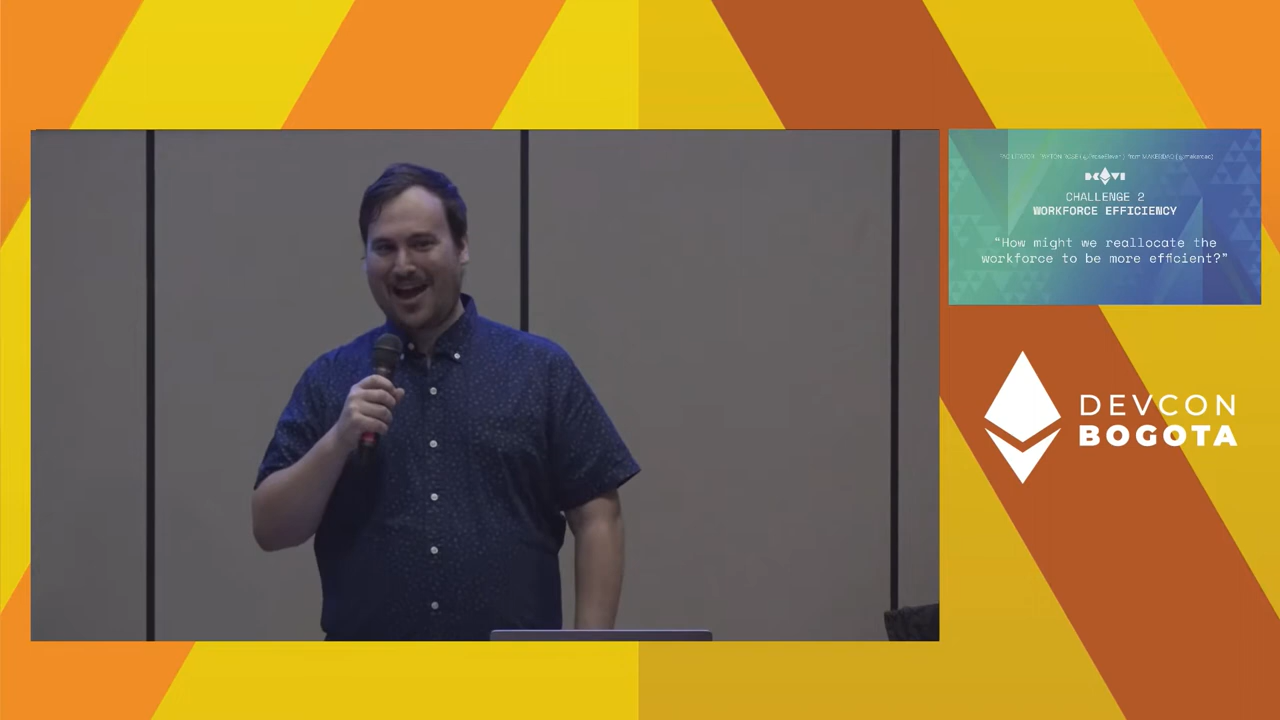 CHALLENGE 2
WORKFORCE EFFICIENCY
"How might we reallocate the
workforce to be more efficient?"
DEVCON
BOGOTA